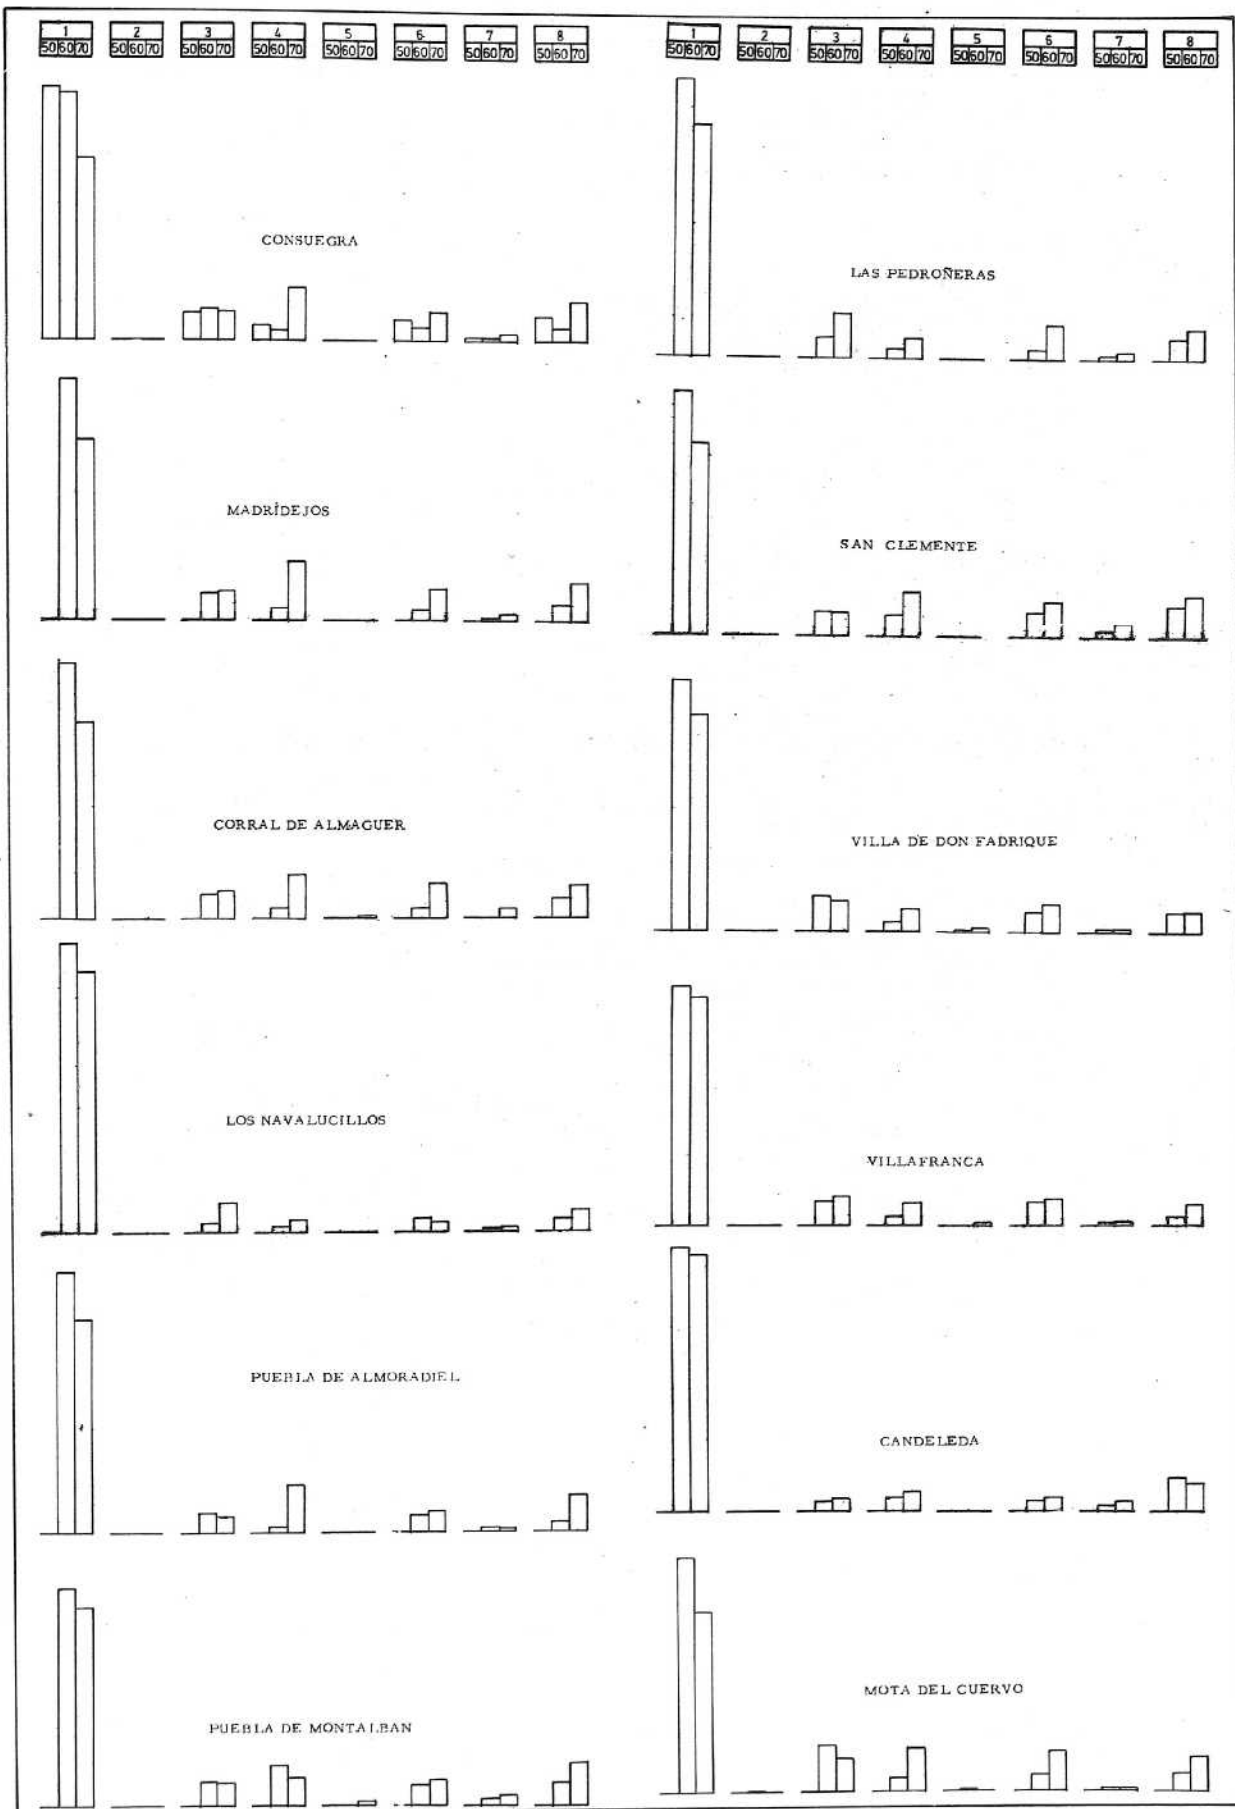 1 2 3 4 5 6 7 8
50 60 70 50 60 70 50 60 70 50 60 70 50 60 70 50 60 70 50 60 70 50 60 70
1 2 3 4 5 6 7 8
50 60 70 50 60 70 50 60 70 50 60 70 50 60 70 50 60 70 50 60 70 50 60 70
CONSUEGRA
LAS PEDROÑERAS
MADRÍDEJOS
SAN CLEMENTE
CORRAL DE ALMAGUER
VILLA DE DON FADRIQUE
LOS NAVALUCILLOS
VILLAFRANCA
PUEBLA DE ALMORADIEL
CANDELEDA
PUEBLA DE MONTALBAN
MOTA DEL CUERVO